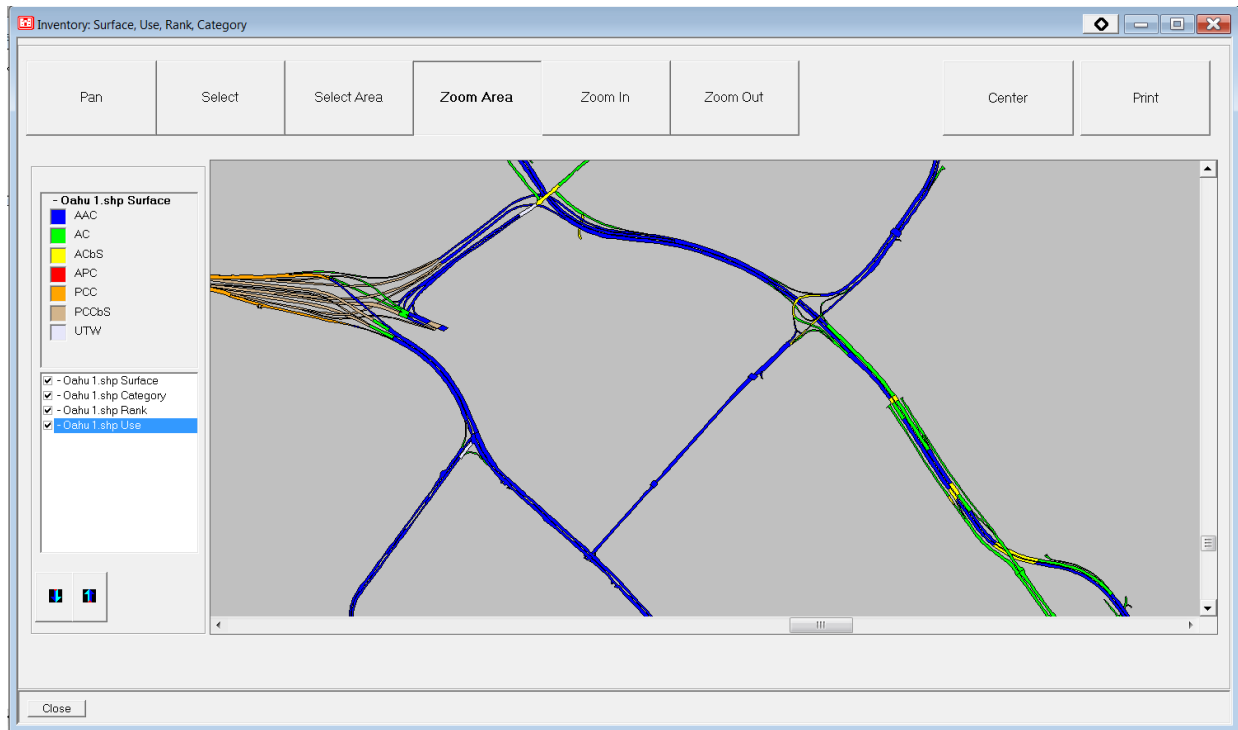 Inventory: Surface, Use, Rank, Category
Pan
Select
Select Area
Zoom Area
Zoom In
Zoom Out
Center
Print
- Oahu 1.shp Surface
AAC
AC
ACbS
APC
PCC
PCCbS
UTW
- Oahu 1.shp Surface
- Oahu 1.shp Category
- Oahu 1.shp Rank
- Oahu 1.shp Use
Close